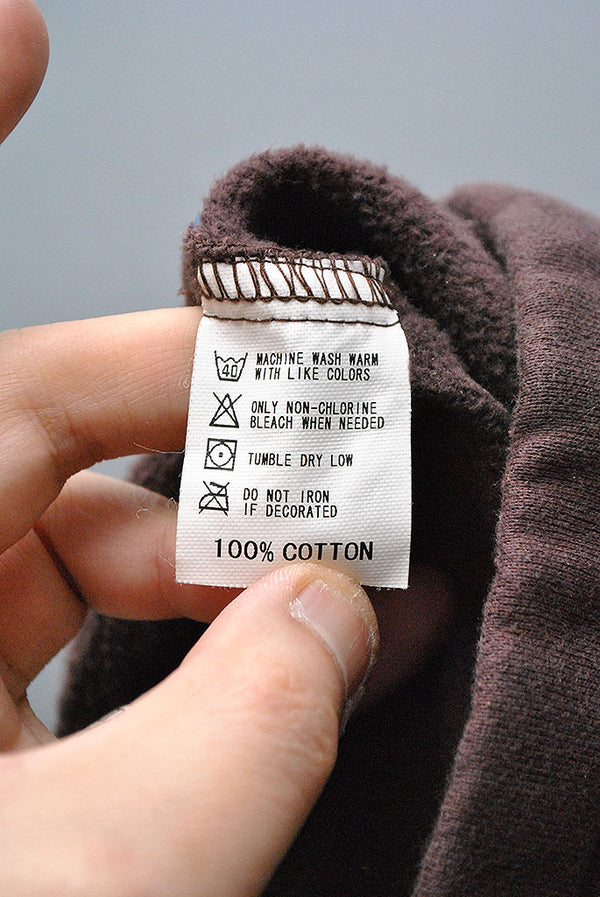 40 MACHINE WASH WARM
WITH LIKE COLORS
ONLY NON-CHLORINE
BLEACH WHEN NEEDED
TUMBLE DRY LOW
DO NOT IRON
IF DECORATED
100% COTTON